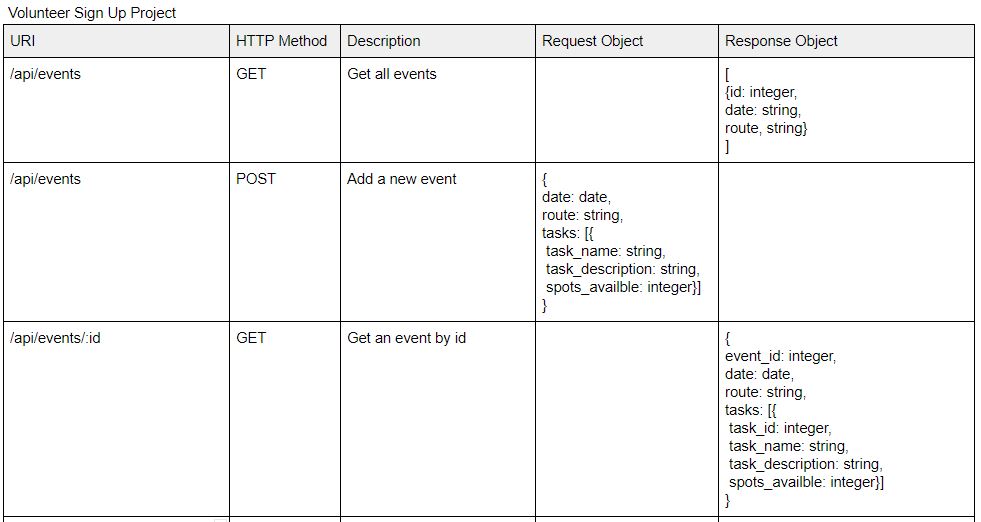 Volunteer Sign Up Project
URI HTTP Method Description Request Object Response Object
/api/events GET Get all events
[
{id: integer,
date: string,
route, string}
]
/api/events POST Add a new event
{
date: date,
route: string,
tasks: [{
task_name: string,
task_description: string,
spots_availble: integer}]
}
/api/events/:id GET Get an event by id
{
event_id: integer,
date: date,
route: string,
tasks: [{
task_id: integer,
task_name: string,
task_description: string,
spots_availble: integer}]
}